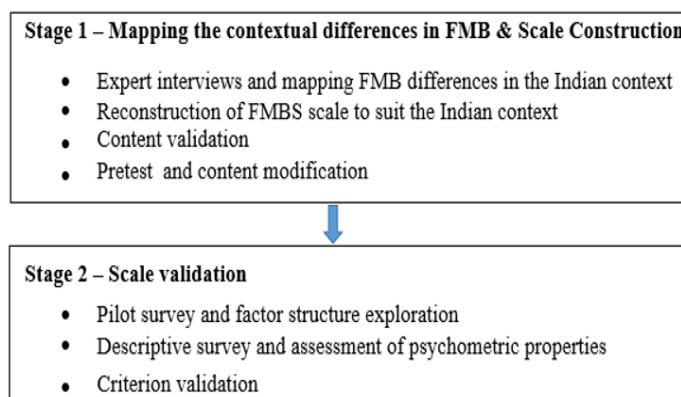 Stage 1 – Mapping the contextual differences in FMB & Scale Construction
• Expert interviews and mapping FMB differences in the Indian context
• Reconstruction of FMBS scale to suit the Indian context
• Content validation
• Pretest and content modification
Stage 2 – Scale validation
• Pilot survey and factor structure exploration
• Descriptive survey and assessment of psychometric properties
• Criterion validation